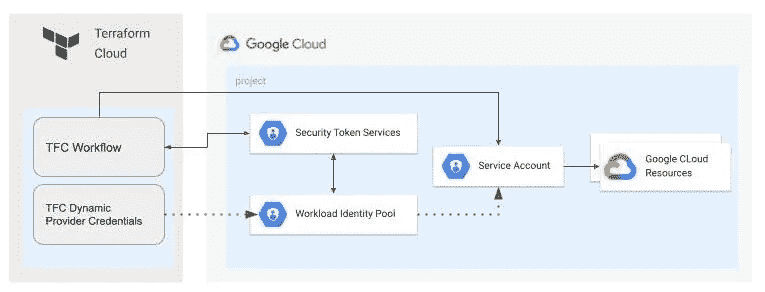 Terraform
Cloud
Google Cloud
project
TFC Workflow
TFC Dynamic
Provider Credentials
Security Token Services
Workload Identity Pool
Service Account
Google CLoud
Resources